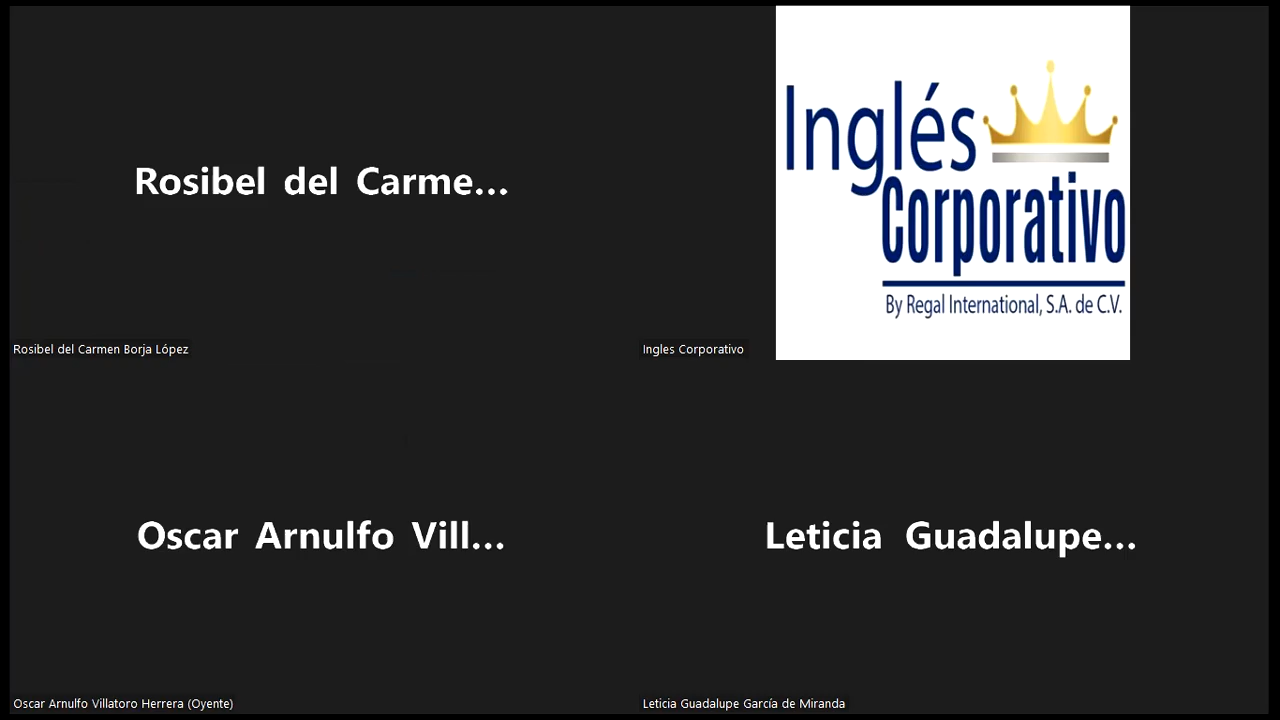 Rosibel del Carme...
Rosibel del Carmen Borja López
Inglés
Corporativo
By Regal International, S.A. de C.V.
Ingles Corporativo
Oscar Arnulfo Vill...
Oscar Arnulfo Villatoro Herrera (Oyente)
Leticia Guadalupe...
Leticia Guadalupe García de Miranda